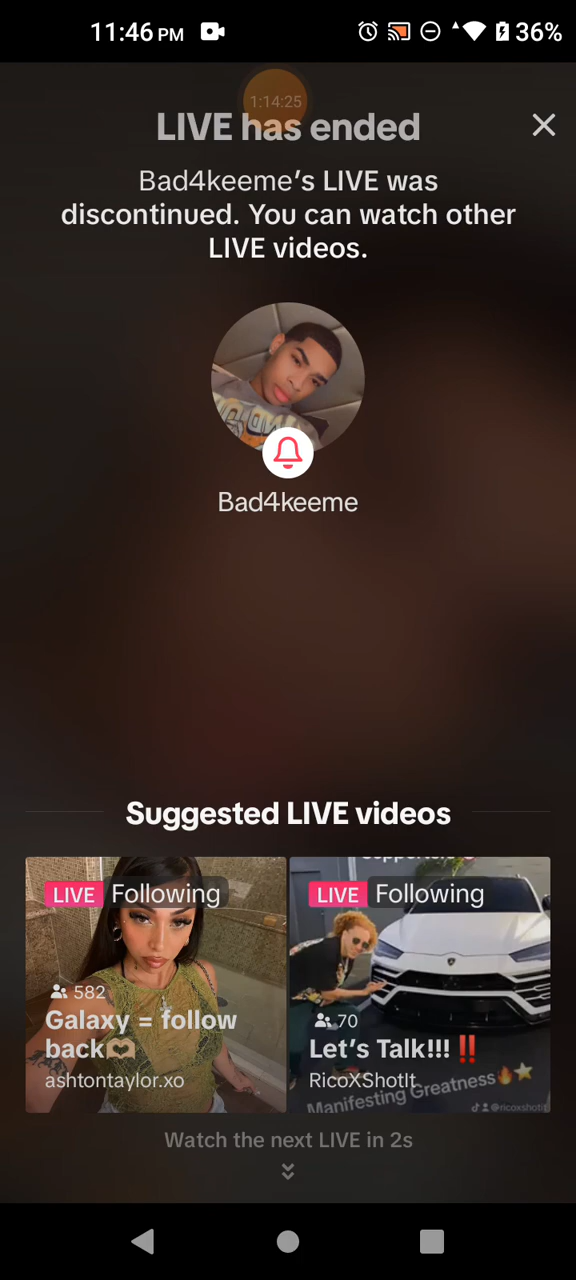 11:46 PM
36%
1:14:25
LIVE has ended
Bad4keeme's LIVE was
discontinued. You can watch other
LIVE videos.
Bad4keeme
Suggested LIVE videos
LIVE Following
582
Galaxy = follow
back🫶🏽
ashtontaylor.xo
LIVE Following
70
Let's Talk!!! ‼️
RicoXShotIt
Manifesting Greatness🔥⭐
@ricoxshotit
Watch the next LIVE in 2s